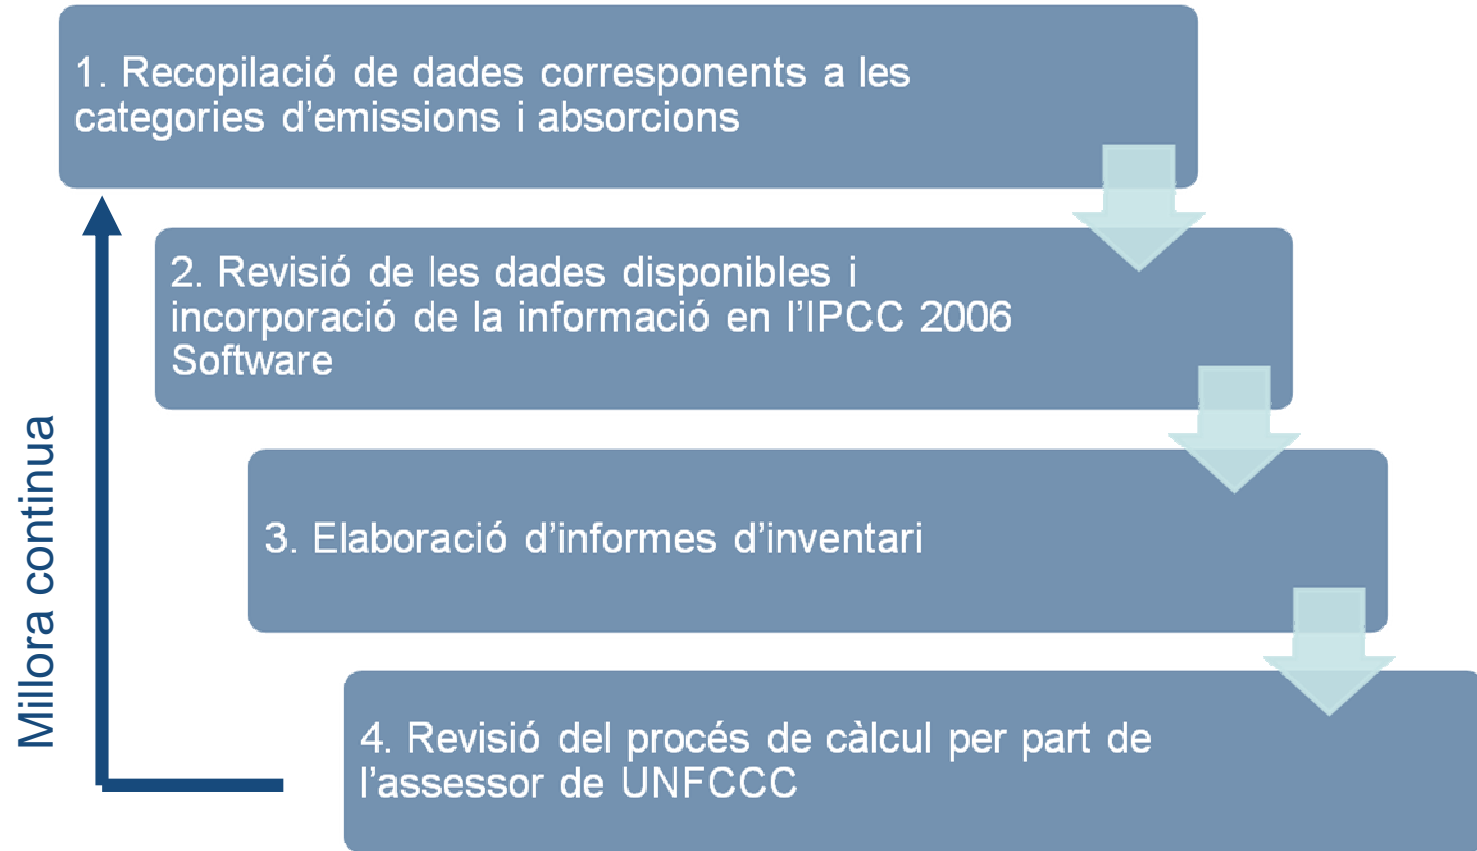 1. Recopilació de dades corresponents a les
categories d’emissions i absorcions
2. Revisió de les dades disponibles i
incorporació de la informació en l’IPCC 2006
Software
3. Elaboració d’informes d’inventari
4. Revisió del procés de càlcul per part de
l’assessor de UNFCCC
Millora continua